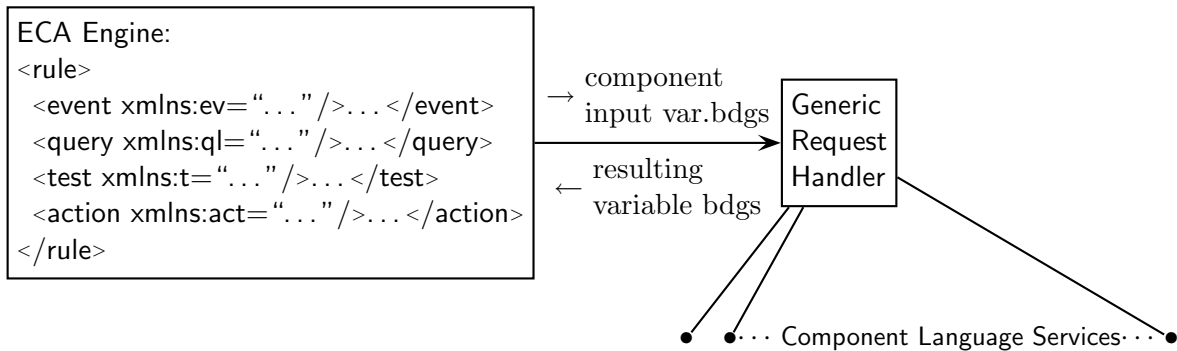 ECA Engine:
<rule>
<event xmlns:ev=“...”/>...</event>
<query xmlns:ql=“...”/>...</query>
<test xmlns:t=“...”/>...</test>
<action xmlns:act=“...”/>...</action>
</rule>
→ component
input var.bdgs
← resulting
variable bdgs
Generic
Request
Handler
● ●··· Component Language Services··· ●